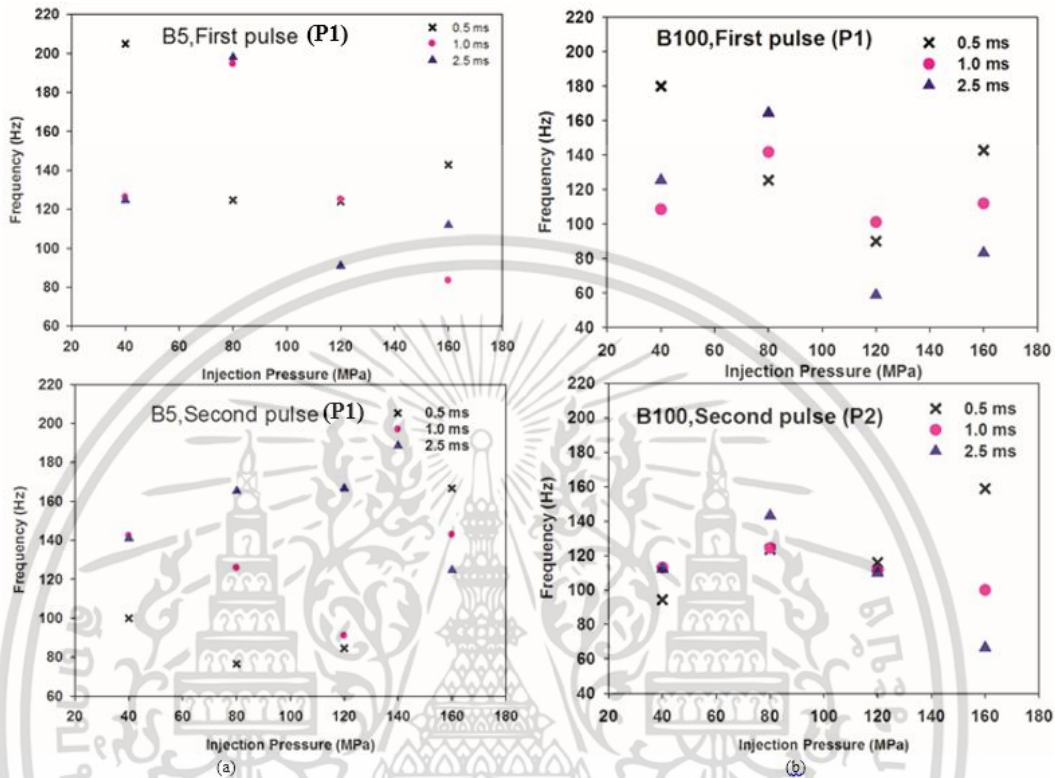 B5,First pulse (P1)
0.5 ms
1.0 ms
2.5 ms
220
200
180
160
140
120
100
80
60
Frequency (Hz)
20 40 60 80 100 120 140 160 180
Injection Pressure (MPa)
B100,First pulse (P1)
0.5 ms
1.0 ms
2.5 ms
220
200
180
160
140
120
100
80
60
40
Frequency (Hz)
20 40 60 80 100 120 140 160 180
Injection Pressure (MPa)
B5,Second pulse (P1)
0.5 ms
1.0 ms
2.5 ms
220
200
180
160
140
120
100
80
60
Frequency (Hz)
20 40 60 80 100 120 140 160 180
Injection Pressure (MPa)
(a)
B100,Second pulse (P2)
0.5 ms
1.0 ms
2.5 ms
220
200
180
160
140
120
100
80
60
40
Frequency (Hz)
20 40 60 80 100 120 140 160 180
Injection Pressure (MPa)
(b)